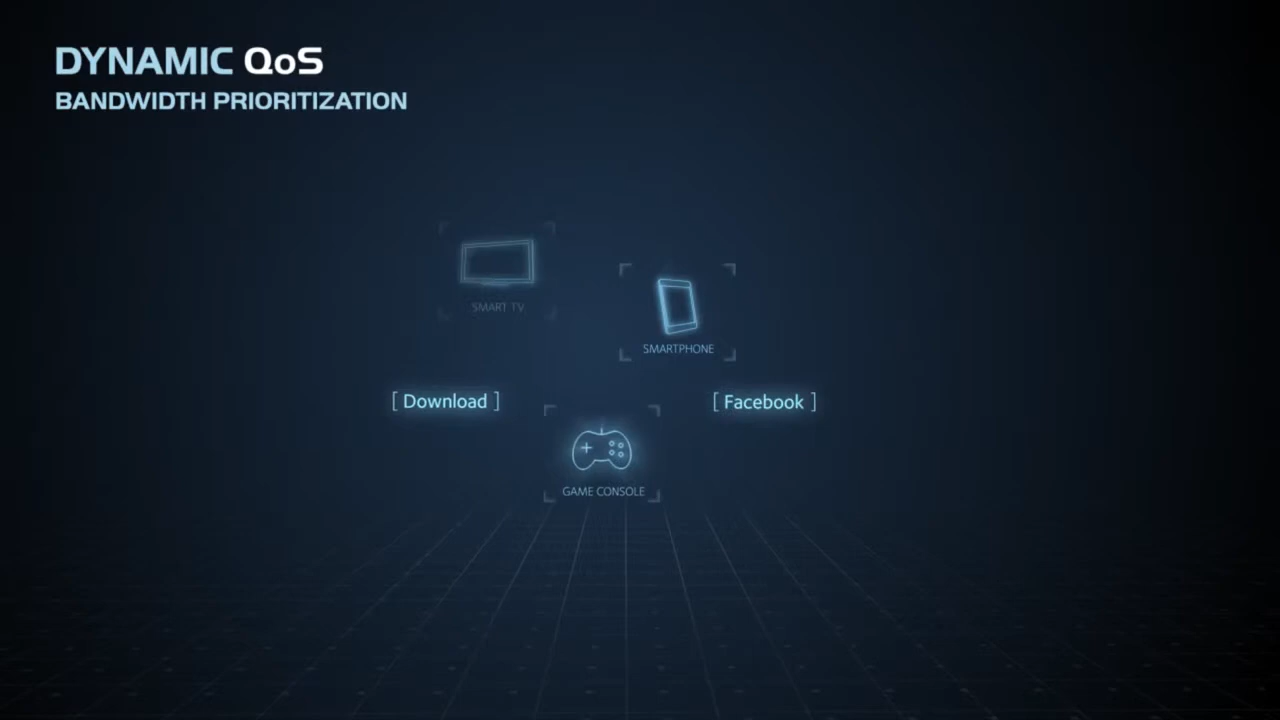 DYNAMIC QoS
BANDWIDTH PRIORITIZATION
SMART TV
SMARTPHONE
[ Download ]
[ Facebook ]
GAME CONSOLE